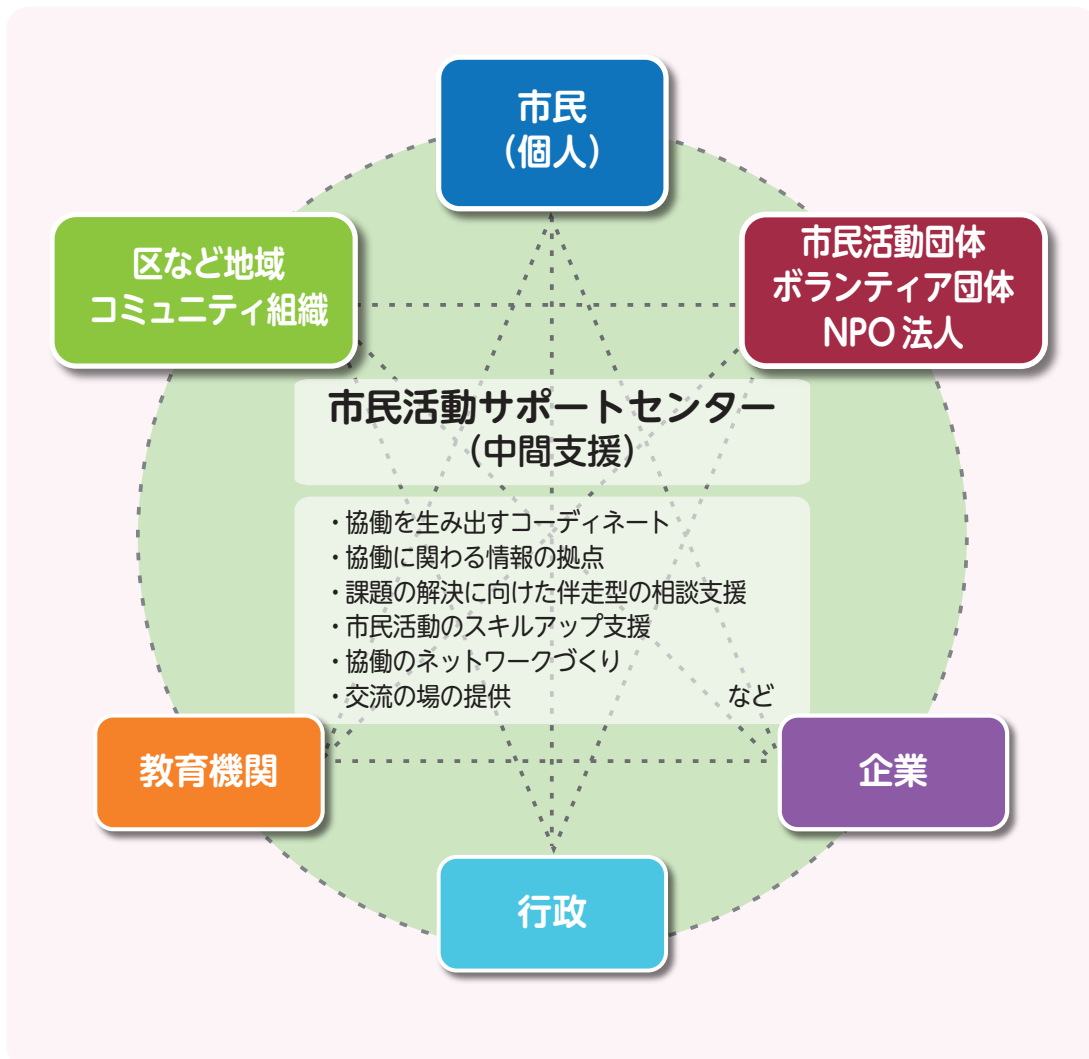 市民
(個人)
区など地域
コミュニティ組織
市民活動団体
ボランティア団体
NPO法人
市民活動サポートセンター
(中間支援)
・協働を生み出すコーディネート
・協働に関わる情報の拠点
・課題の解決に向けた伴走型の相談支援
・市民活動のスキルアップ支援
・協働のネットワークづくり
・交流の場の提供 など
教育機関
企業
行政